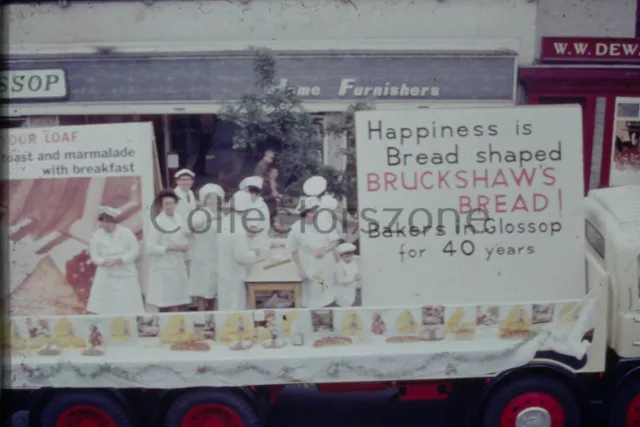 SSOP
Home Furnishers
W.W. DEW
OUR LOAF
toast and marmalade
with breakfast
Happiness is
Bread shaped
BRUCKSHAW'S
BREAD!
Bakers in Glossop
for 40 years
Collectorszone